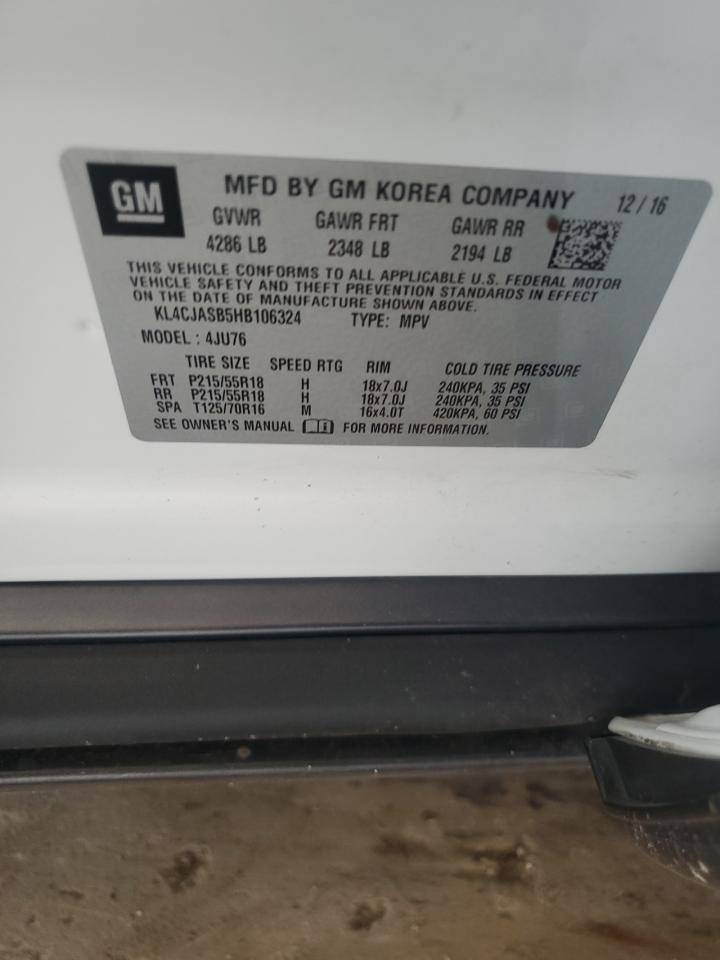 GM MFD BY GM KOREA COMPANY 12/16
GVWR GAWR FRT GAWR RR
4286 LB 2348 LB 2194 LB
THIS VEHICLE CONFORMS TO ALL APPLICABLE U.S. FEDERAL MOTOR
VEHICLE SAFETY AND THEFT PREVENTION STANDARDS IN EFFECT
ON THE DATE OF MANUFACTURE SHOWN ABOVE.
KL4CJASB5HB106324 TYPE: MPV
MODEL: 4JU76
TIRE SIZE SPEED RTG RIM COLD TIRE PRESSURE
FRT P215/55R18 H 18x7.0J 240KPA, 35 PSI
RR P215/55R18 H 18x7.0J 240KPA, 35 PSI
SPA T125/70R16 M 16x4.0T 420KPA, 60 PSI
SEE OWNER'S MANUAL FOR MORE INFORMATION.